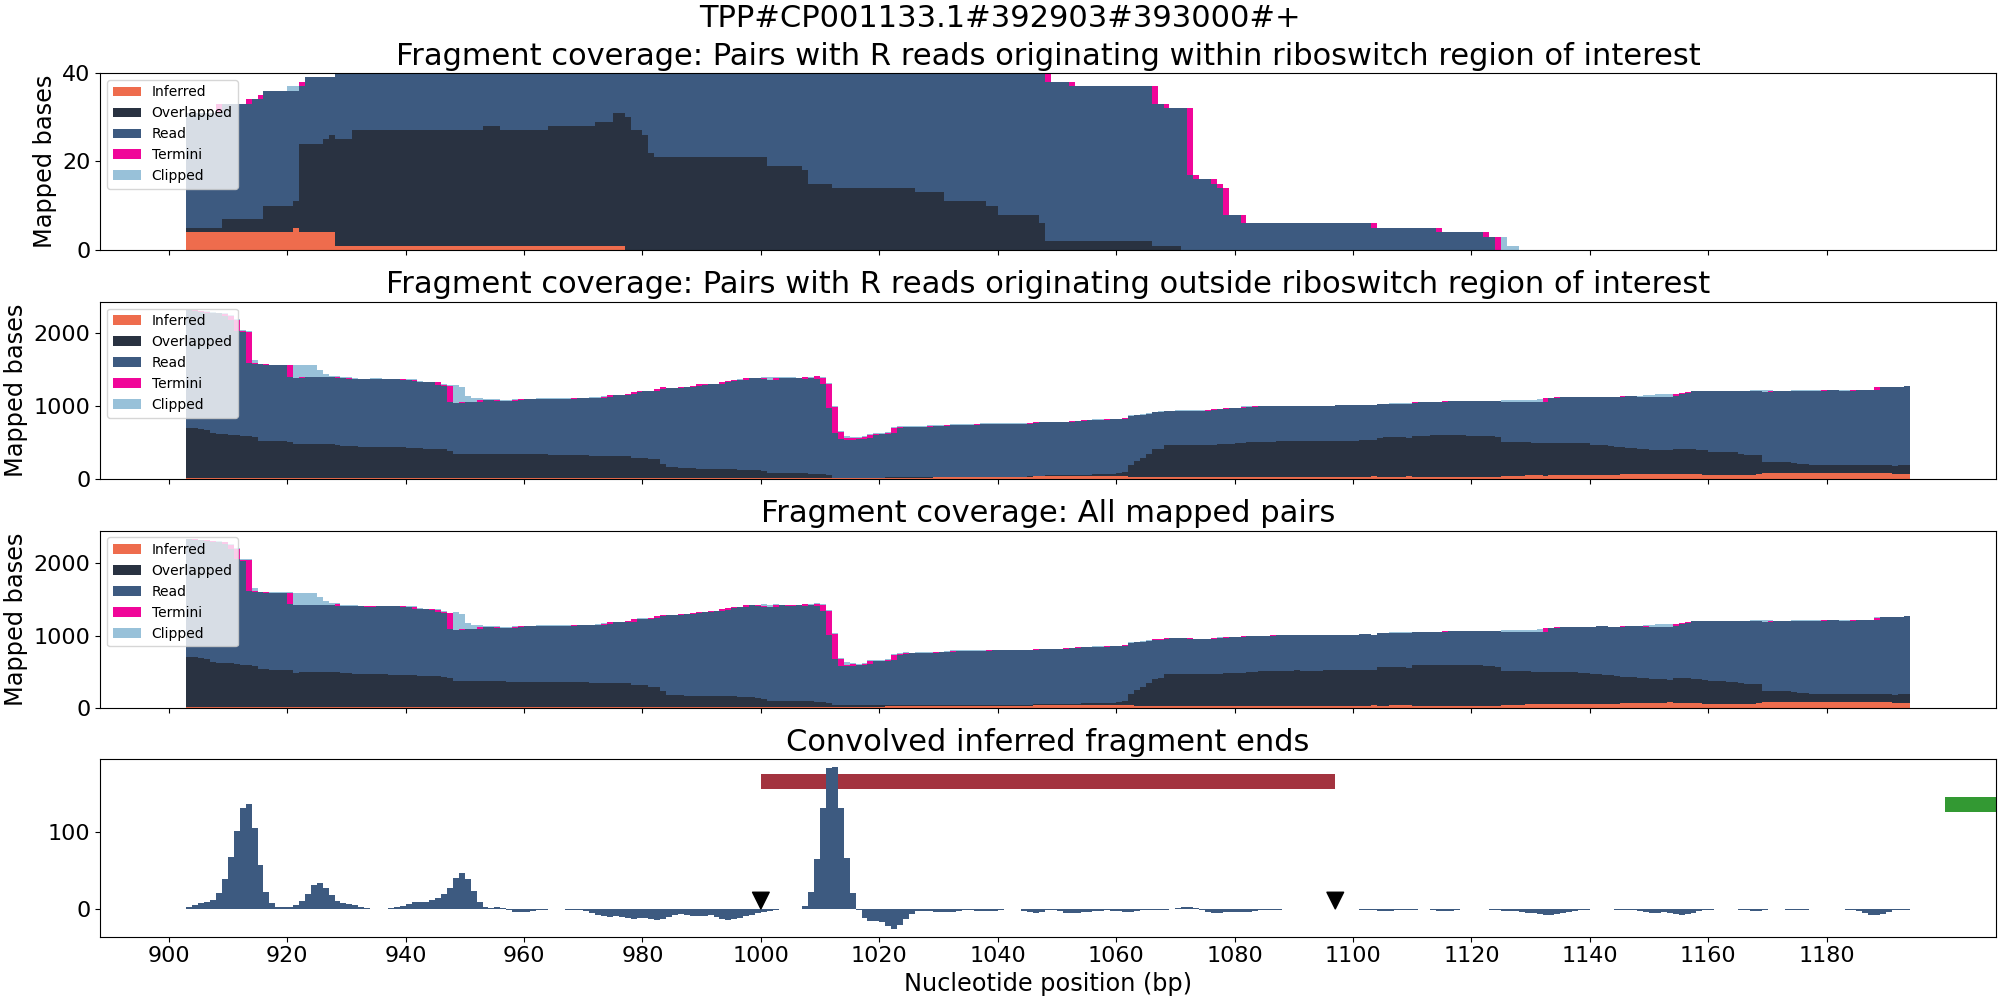 TPP#CP001133.1#392903#393000#+
Fragment coverage: Pairs with R reads originating within riboswitch region of interest
Mapped bases
40
20
0
Inferred
Overlapped
Read
Termini
Clipped
Fragment coverage: Pairs with R reads originating outside riboswitch region of interest
Mapped bases
2000
1000
0
Inferred
Overlapped
Read
Termini
Clipped
Fragment coverage: All mapped pairs
Mapped bases
2000
1000
0
Inferred
Overlapped
Read
Termini
Clipped
Convolved inferred fragment ends
100
0
900 920 940 960 980 1000 1020 1040 1060 1080 1100 1120 1140 1160 1180
Nucleotide position (bp)